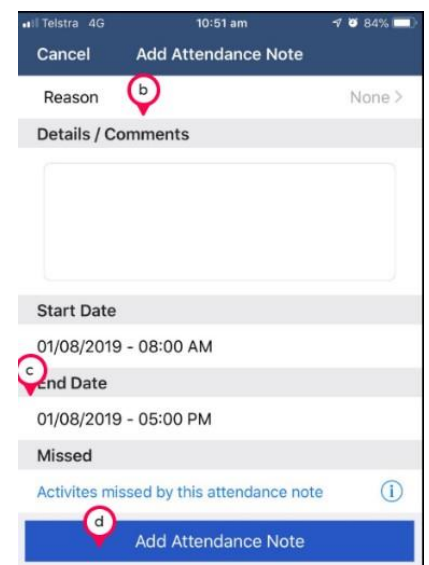 Telstra 4G 10:51 am 84%
Cancel Add Attendance Note
Reason b None >
Details / Comments
Start Date
01/08/2019 - 08:00 AM
c
End Date
01/08/2019 - 05:00 PM
Missed
Activites missed by this attendance note i
d
Add Attendance Note